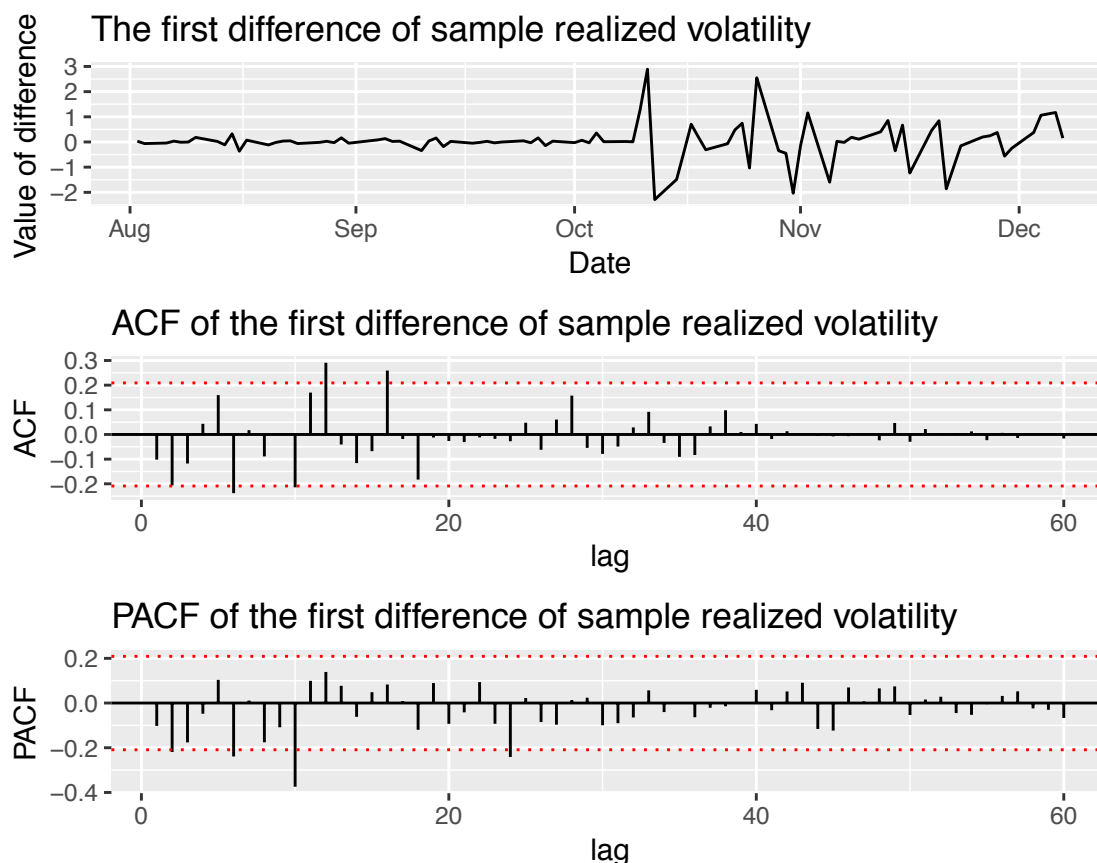 The first difference of sample realized volatility
Value of difference
3
2
1
0
−1
−2
Aug Sep Oct Nov Dec
Date
ACF of the first difference of sample realized volatility
ACF
0.3
0.2
0.1
0.0
−0.1
−0.2
0 20 40 60
lag
PACF of the first difference of sample realized volatility
PACF
0.2
0.0
−0.2
−0.4
0 20 40 60
lag